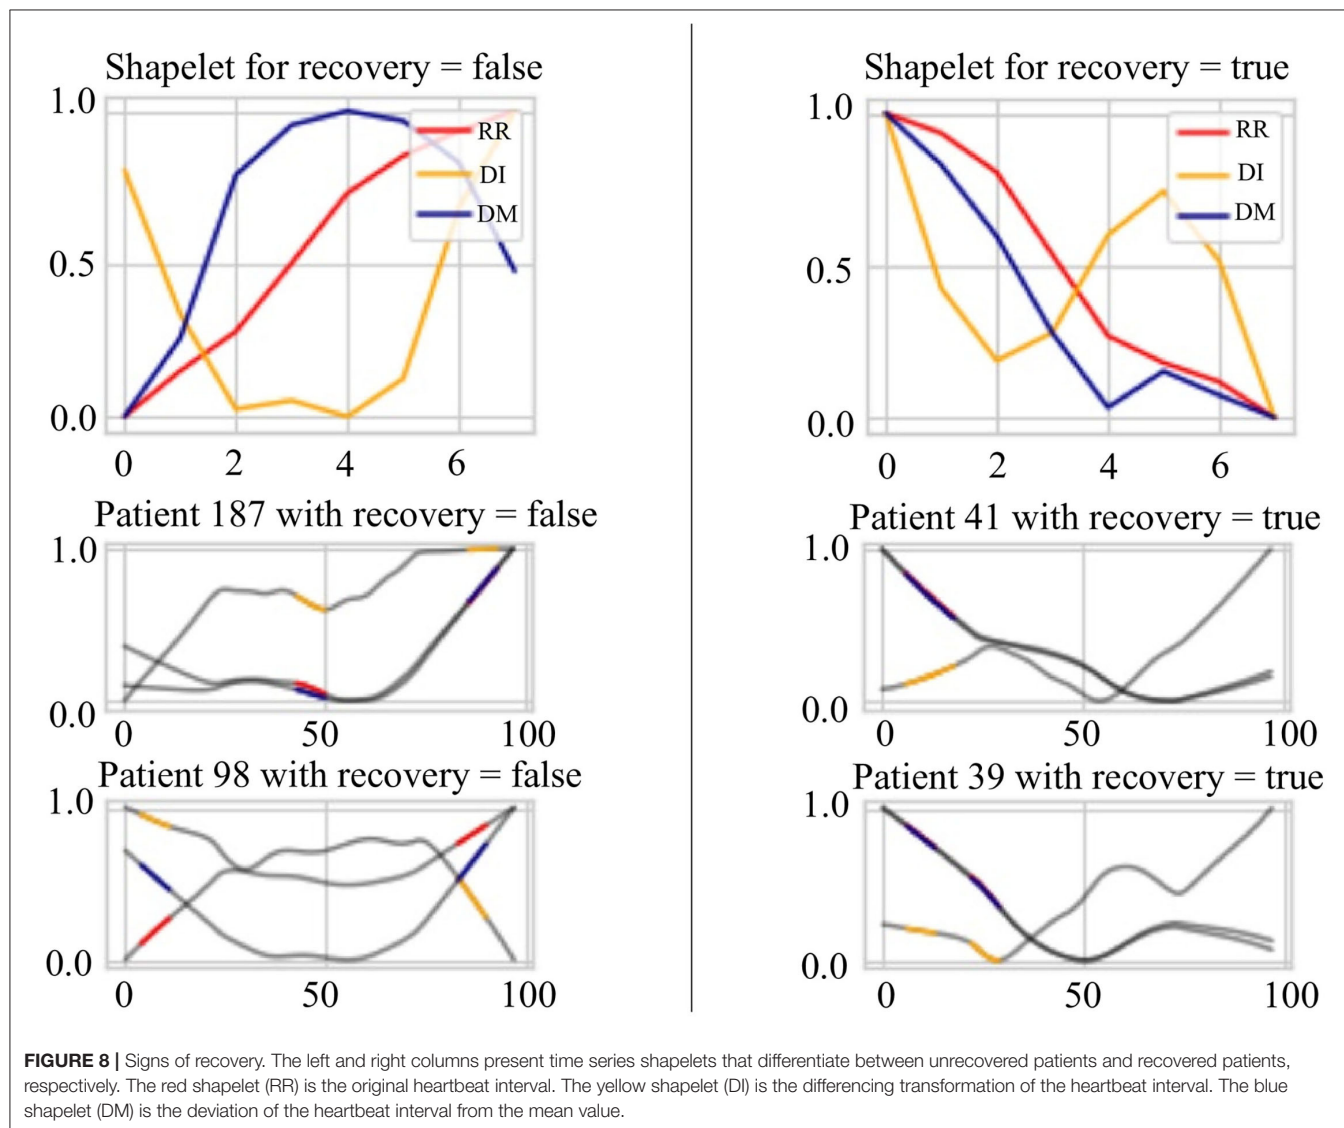 Shapelet for recovery = false
1.0
0.5
0.0
RR
DI
DM
0 2 4 6
Patient 187 with recovery = false
1.0
0.0
0 50 100
Patient 98 with recovery = false
1.0
0.0
0 50 100
Shapelet for recovery = true
1.0
0.5
0.0
RR
DI
DM
0 2 4 6
Patient 41 with recovery = true
1.0
0.0
0 50 100
Patient 39 with recovery = true
1.0
0.0
0 50 100
FIGURE 8 | Signs of recovery. The left and right columns present time series shapelets that differentiate between unrecovered patients and recovered patients,
respectively. The red shapelet (RR) is the original heartbeat interval. The yellow shapelet (DI) is the differencing transformation of the heartbeat interval. The blue
shapelet (DM) is the deviation of the heartbeat interval from the mean value.